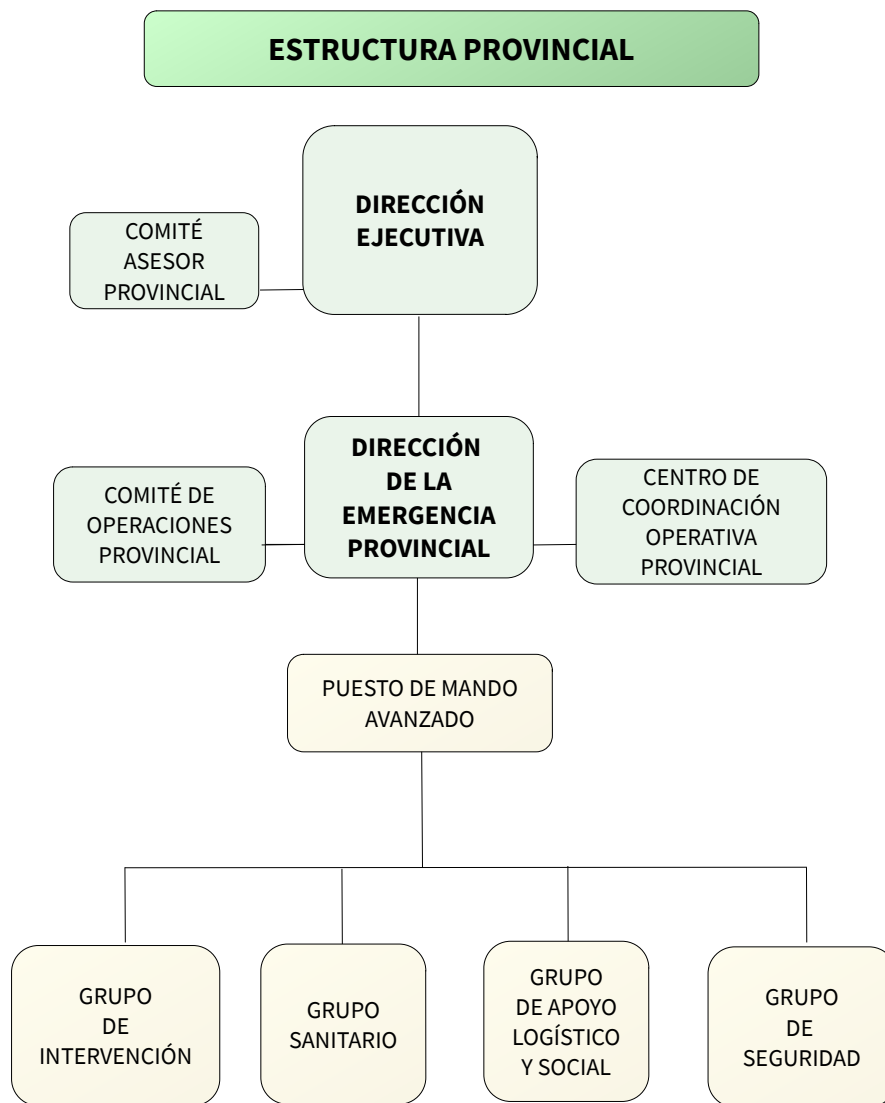 ESTRUCTURA PROVINCIAL
DIRECCIÓN
EJECUTIVA
COMITÉ
ASESOR
PROVINCIAL
DIRECCIÓN
DE LA
EMERGENCIA
PROVINCIAL
COMITÉ DE
OPERACIONES
PROVINCIAL
CENTRO DE
COORDINACIÓN
OPERATIVA
PROVINCIAL
PUESTO DE MANDO
AVANZADO
GRUPO
DE
INTERVENCIÓN
GRUPO
SANITARIO
GRUPO
DE APOYO
LOGÍSTICO
Y SOCIAL
GRUPO
DE
SEGURIDAD